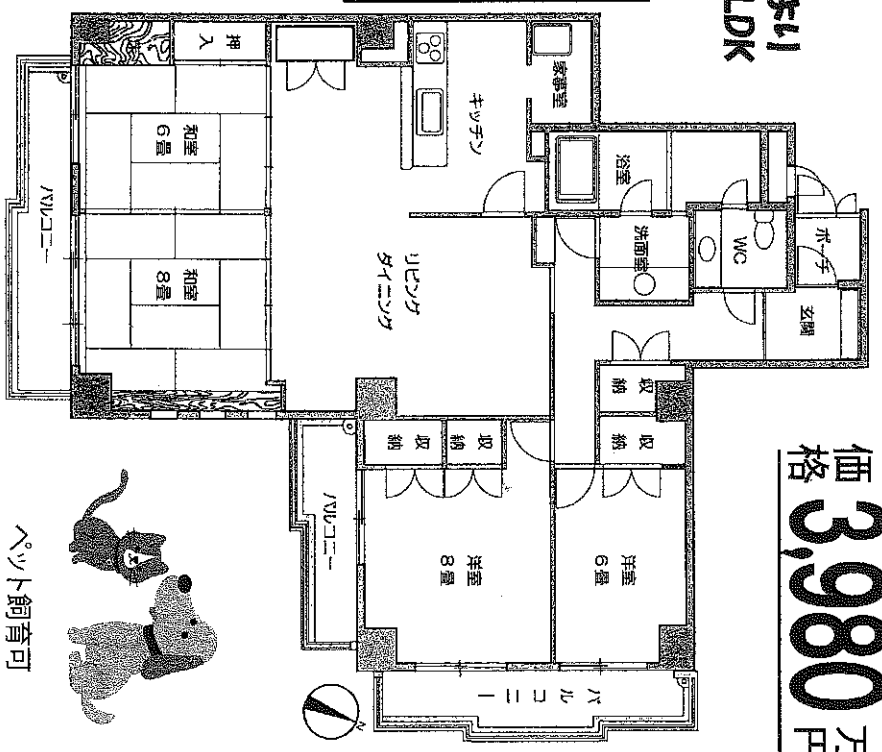 より
LDK
価格 3,980 万円
押入
和室
6畳
和室
8畳
バルコニー
キッチン
家事室
浴室
洗面室
WC
ポーチ
玄関
リビング
ダイニング
収納
収納
収納
収納
洋室
8畳
洋室
6畳
バルコニー
バルコニー
N
ペット飼育可